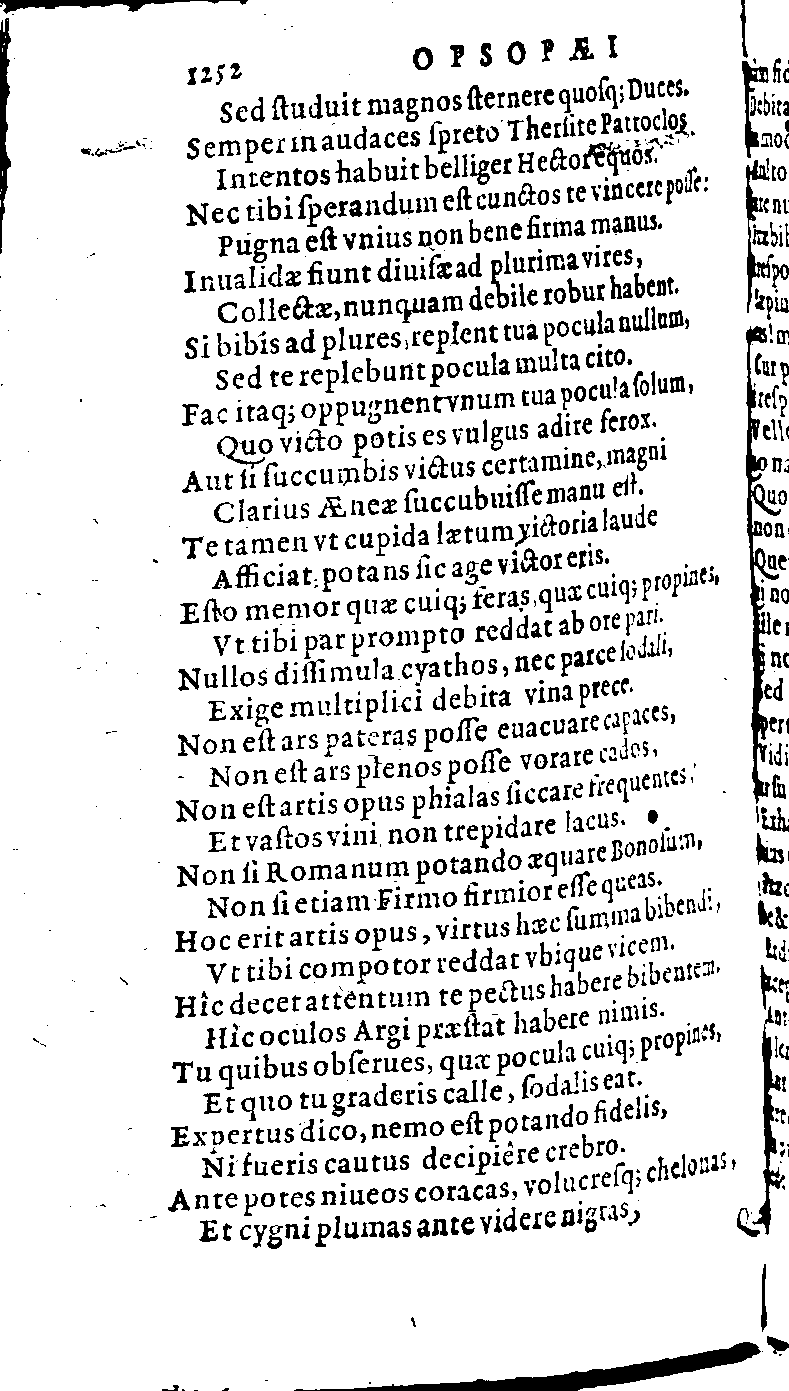 1252 OPSOPÆI
Sed ſtuduit magnos ſternere quoſq; Duces.
Semper in audaces ſpreto Therſite Patroclos
Intentos habuit belliger Hector equos.
Nec tibi ſperandum eſt cunctos te vincere poſſe:
Pugna eſt vnius non bene firma manus.
Inualidæ fiunt diuiſæ ad plurima vires,
Collectæ, nunquam debile robur habent.
Si bibis ad plures, replent tua pocula nullum,
Sed te replebunt pocula multa cito.
Fac itaq; oppugnent vnum tua pocula ſolum,
Quo victo potis es vulgus adire ferox.
Aut ſi ſuccumbis victus certamine, magni
Clarius Æneæ ſuccubuiſſe manu eſt.
Te tamen vt cupida lætum victoria laude
Afficiat, potans ſic age victor eris.
Eſto memor quæ cuiq; feras, quæ cuiq; propines,
Vt tibi par prompto reddat ab ore pari.
Nullos diſſimula cyathos, nec parce ſodali,
Exige multiplici debita vina prece.
Non eſt ars pateras poſſe euacuare capaces,
Non eſt ars plenos poſſe vorare cados,
Non eſt artis opus phialas ſiccare frequentes,
Et vaſtos vini non trepidare lacus.
Non ſi Romanum potando æquare Bonoſum,
Non ſi etiam Firmo firmior eſſe queas.
Hoc erit artis opus, virtus hæc ſumma bibendi,
Vt tibi compotor reddat vbique vicem.
Hîc decet attentum te pectus habere bibentem,
Hîc oculos Argi præſtat habere nimis.
Tu quibus obſerues, quæ pocula cuiq; propines,
Et quo tu graderis calle, ſodalis eat.
Expertus dico, nemo eſt potando fidelis,
Ni fueris cautus decipiêre crebro.
Ante potes niueos coracas, volucreſq; chelonas,
Et cygni plumas ante videre nigras,